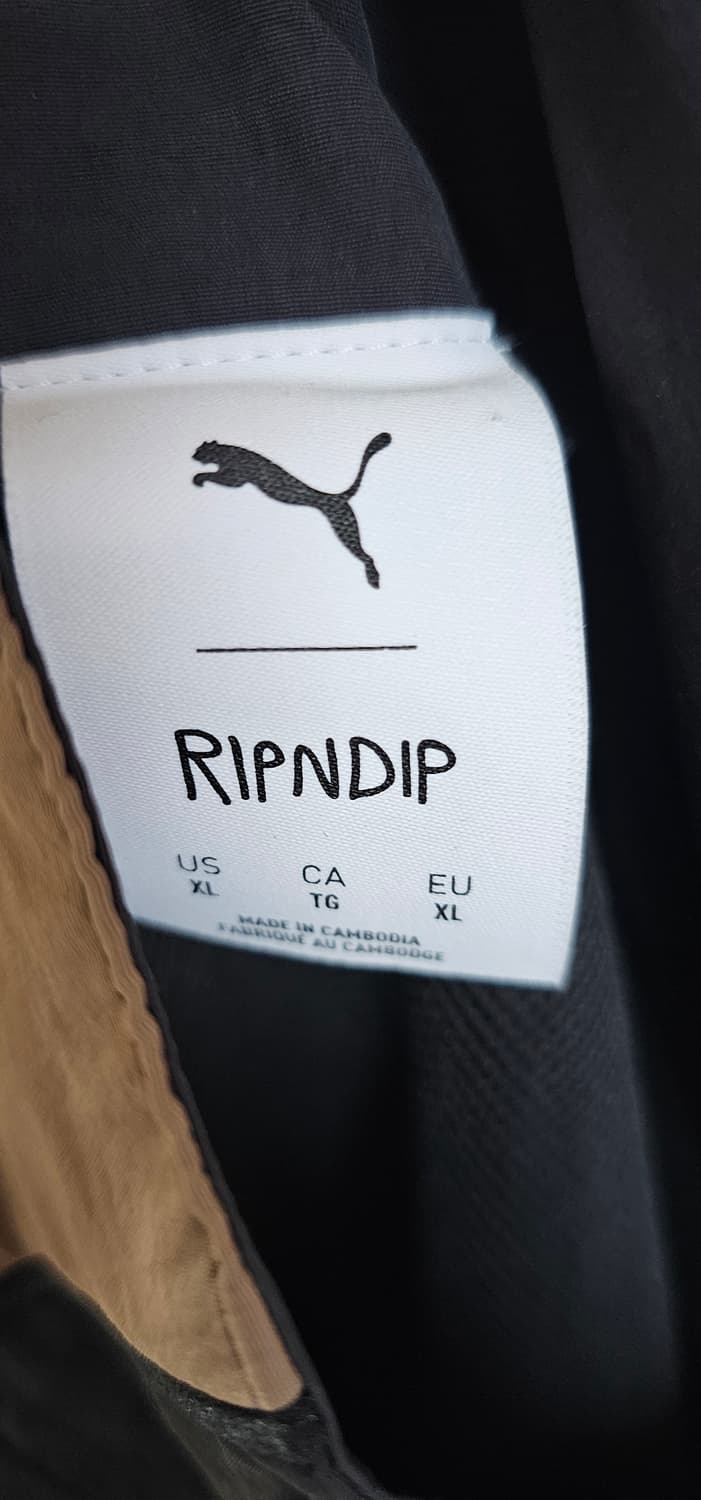 RIPNDIP
US CA EU
XL TG XL
MADE IN CAMBODIA
FABRIQUÉ AU CAMBODGE